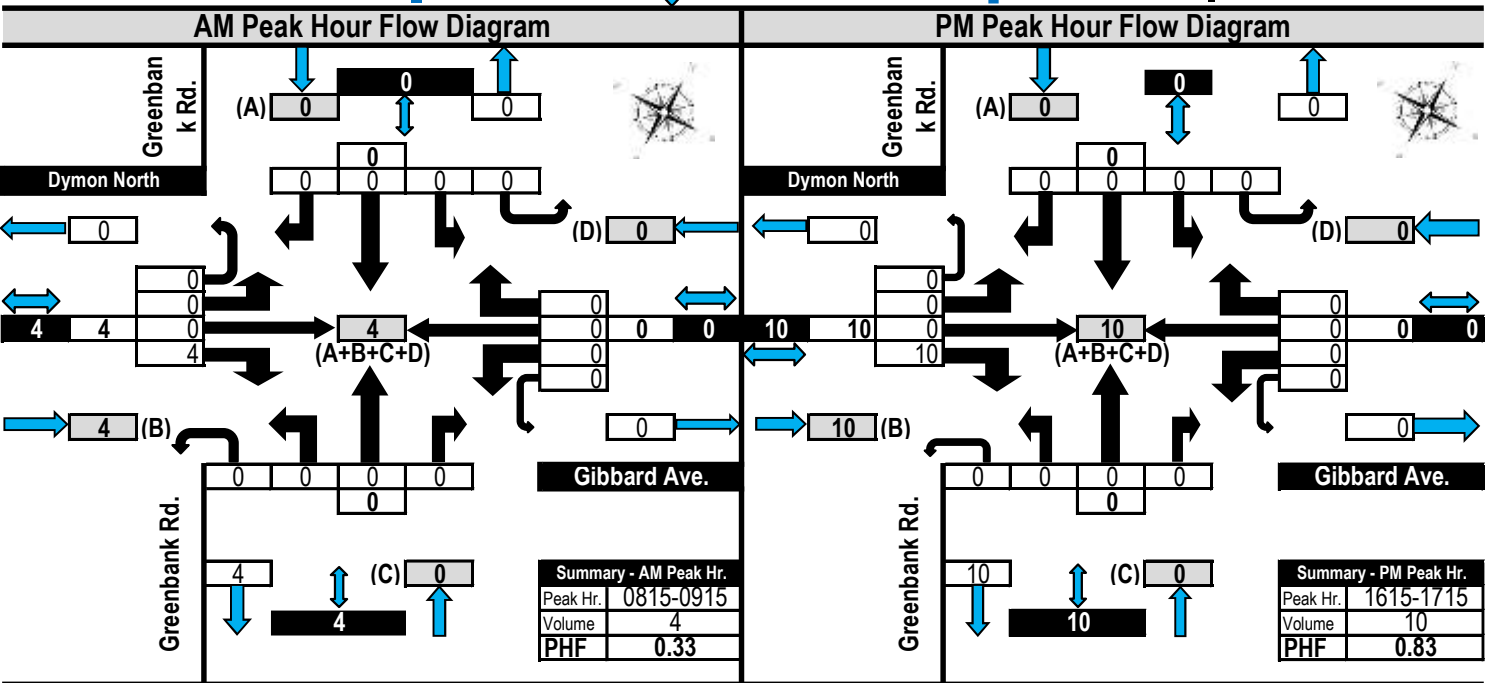 AM Peak Hour Flow Diagram
Greenban
k Rd.
(A) 0 0 0
0
0 0 0 0
Dymon North
0 (D) 0
0
0
4 4 0 4 0 0 0
4 (A+B+C+D)
0
0
0
4 (B) 0
0 0 0 0
0
Gibbard Ave.
Greenbank Rd.
4 (C) 0
4
Summary - AM Peak Hr.
Peak Hr. 0815-0915
Volume 4
PHF 0.33
PM Peak Hour Flow Diagram
Greenban
k Rd.
(A) 0 0 0
0
0 0 0 0
Dymon North
0 (D) 0
0
0
10 10 0 10 0 0 0
10 (A+B+C+D)
0
0
0
10 (B) 0
0 0 0 0
0
Gibbard Ave.
Greenbank Rd.
10 (C) 0
10
Summary - PM Peak Hr.
Peak Hr. 1615-1715
Volume 10
PHF 0.83